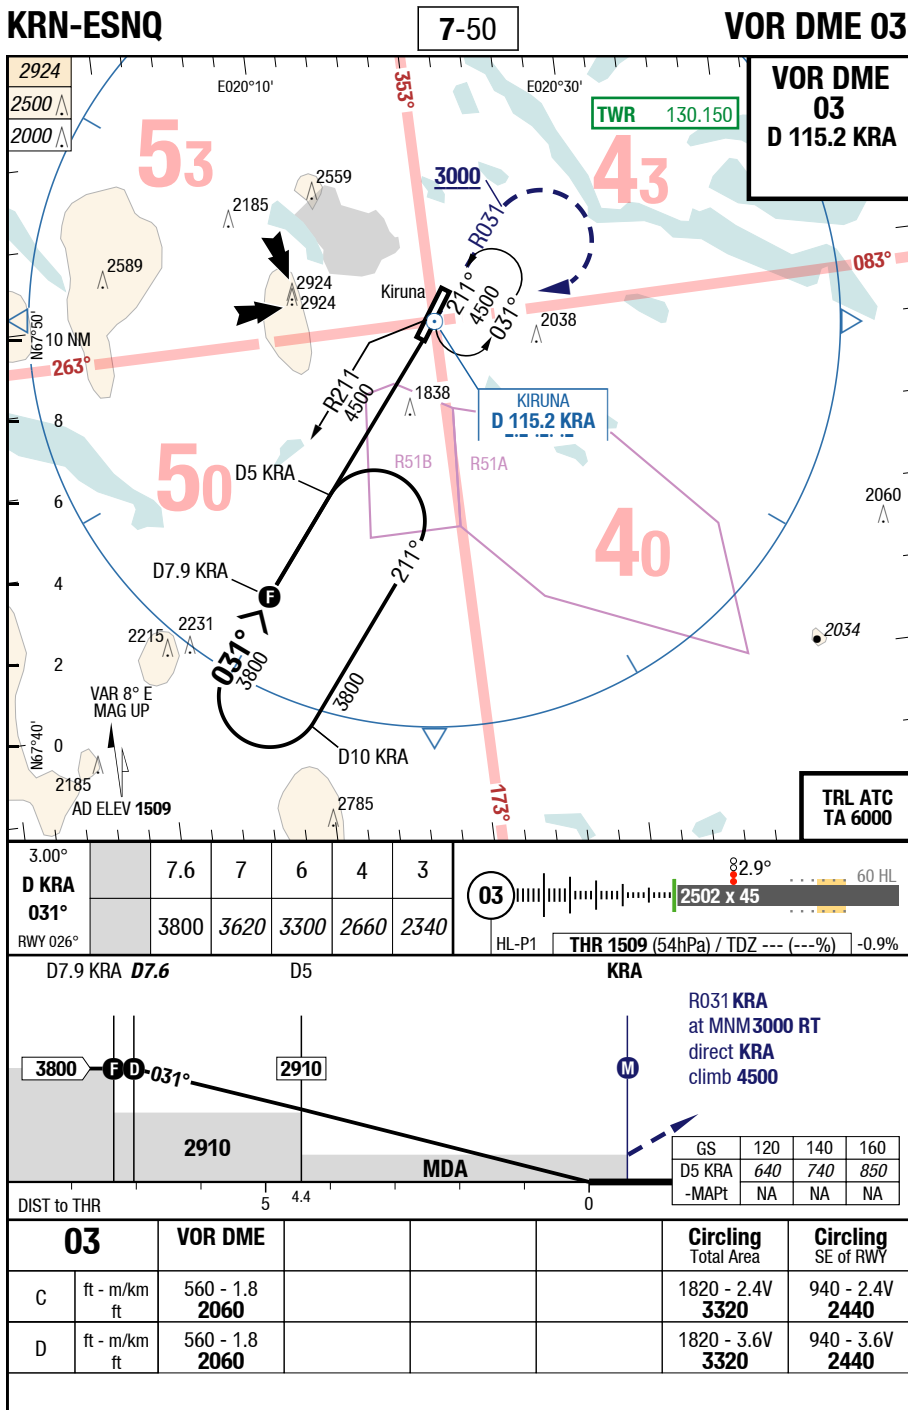 KRN-ESNQ
7-50
VOR DME 03
2924
2500
2000
E020°10'
353°
E020°30'
TWR 130.150
VOR DME
03
D 115.2 KRA
53
43
2559
2185
3000
R031
2589
2924
2924
Kiruna
211°
4500
031°
083°
2038
N67°50'
10 NM
263°
R211
4500
1838
KIRUNA
D 115.2 KRA
8
R51B
R51A
D5 KRA
50
6
2060
40
211°
D7.9 KRA
F
4
2231
2215
031°
3800
2034
2
3800
VAR 8° E
MAG UP
N67°40'
0
D10 KRA
2185
AD ELEV 1509
2785
173°
TRL ATC
TA 6000
3.00°
D KRA
031°
RWY 026°
7.6 7 6 4 3
3800 3620 3300 2660 2340
03
2.9°
60 HL
2502 x 45
HL-P1
THR 1509 (54hPa) / TDZ --- (---%)
-0.9%
D7.9 KRA D7.6 D5 KRA
R031 KRA
at MNM 3000 RT
direct KRA
climb 4500
3800
F D
031°
2910
M
2910
MDA
GS 120 140 160
D5 KRA 640 740 850
-MAPt NA NA NA
DIST to THR 5 4.4 0
03 VOR DME Circling Circling
Total Area SE of RWY
C ft - m/km 560 - 1.8 1820 - 2.4V 940 - 2.4V
ft 2060 3320 2440
D ft - m/km 560 - 1.8 1820 - 3.6V 940 - 3.6V
ft 2060 3320 2440